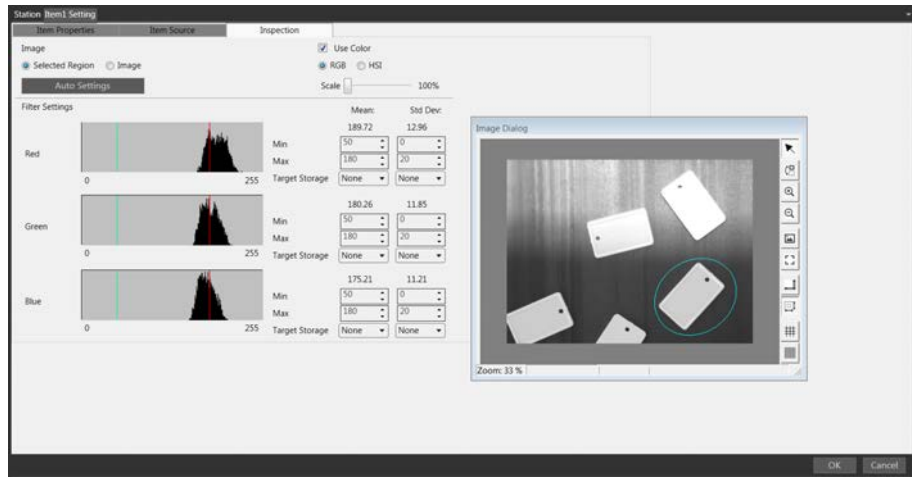 Station Item1 Setting
Item Properties Item Source Inspection
Image
Use Color
Selected Region Image
RGB HSI
Auto Settings
Scale 100%
Filter Settings
Mean: Std Dev:
189.72 12.96
Red
Min 50 0
Max 180 20
0 255
Target Storage None None
180.26 11.85
Green
Min 50 0
Max 180 20
0 255
Target Storage None None
175.21 11.21
Blue
Min 50 0
Max 180 20
0 255
Target Storage None None
Image Dialog
Zoom: 33 %
OK Cancel